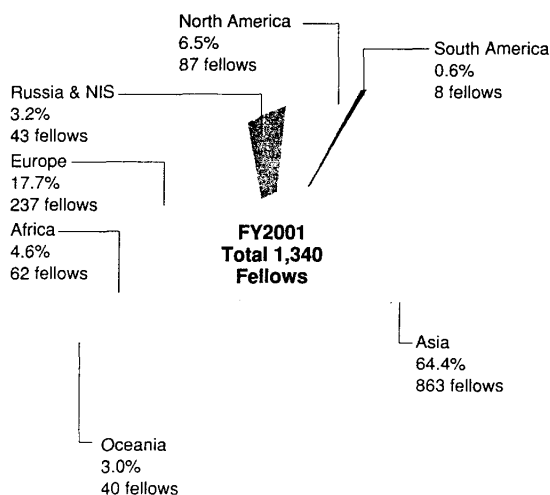 North America
6.5%
87 fellows
South America
0.6%
8 fellows
Russia & NIS
3.2%
43 fellows
Europe
17.7%
237 fellows
Africa
4.6%
62 fellows
FY2001
Total 1,340
Fellows
Asia
64.4%
863 fellows
Oceania
3.0%
40 fellows